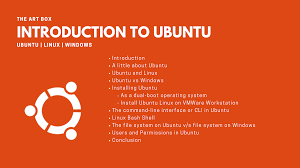 THE ART BOX
INTRODUCTION TO UBUNTU
UBUNTU | LINUX | WINDOWS
• Introduction
• A little about Ubuntu
• Ubuntu and Linux
• Ubuntu vs Windows
• Installing Ubuntu
◦ As a dual-boot operating system
◦ Install Ubuntu Linux on VMWare Workstation
• The command-line interface or CLI in Ubuntu
• Linux Bash Shell
• The file system on Ubuntu v/s file system on Windows
• Users and Permissions in Ubuntu
• Conclusion